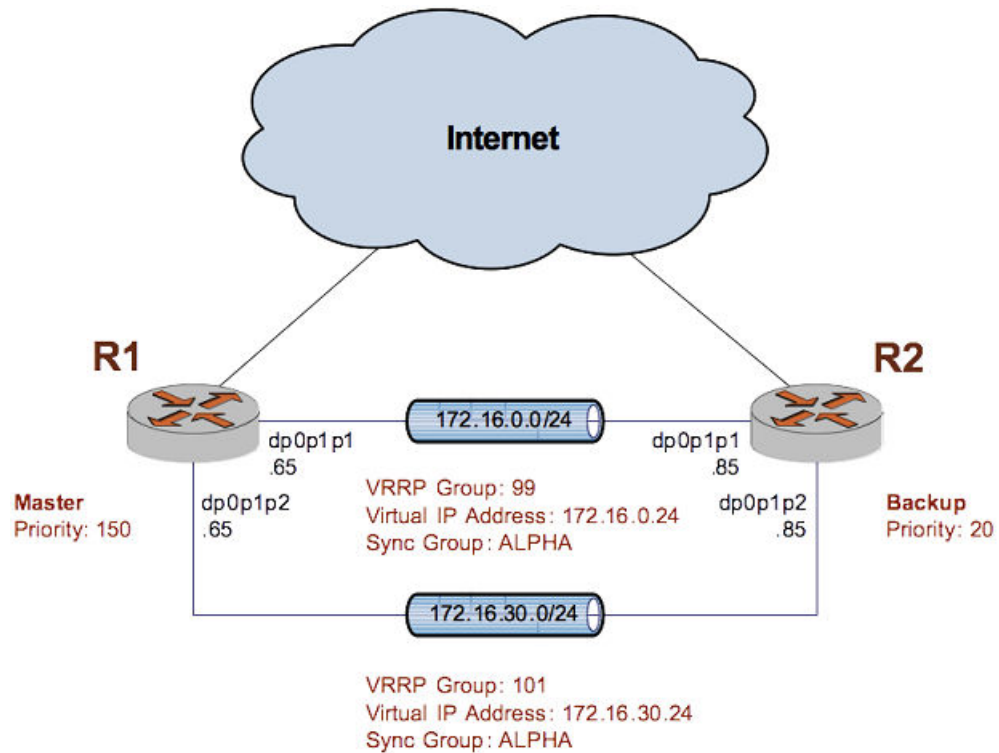 Internet
R1
R2
172.16.0.0/24
dp0p1p1
.65
dp0p1p1
.85
Master
Priority: 150
dp0p1p2
.65
VRRP Group: 99
Virtual IP Address: 172.16.0.24
Sync Group: ALPHA
dp0p1p2
.85
Backup
Priority: 20
172.16.30.0/24
VRRP Group: 101
Virtual IP Address: 172.16.30.24
Sync Group: ALPHA